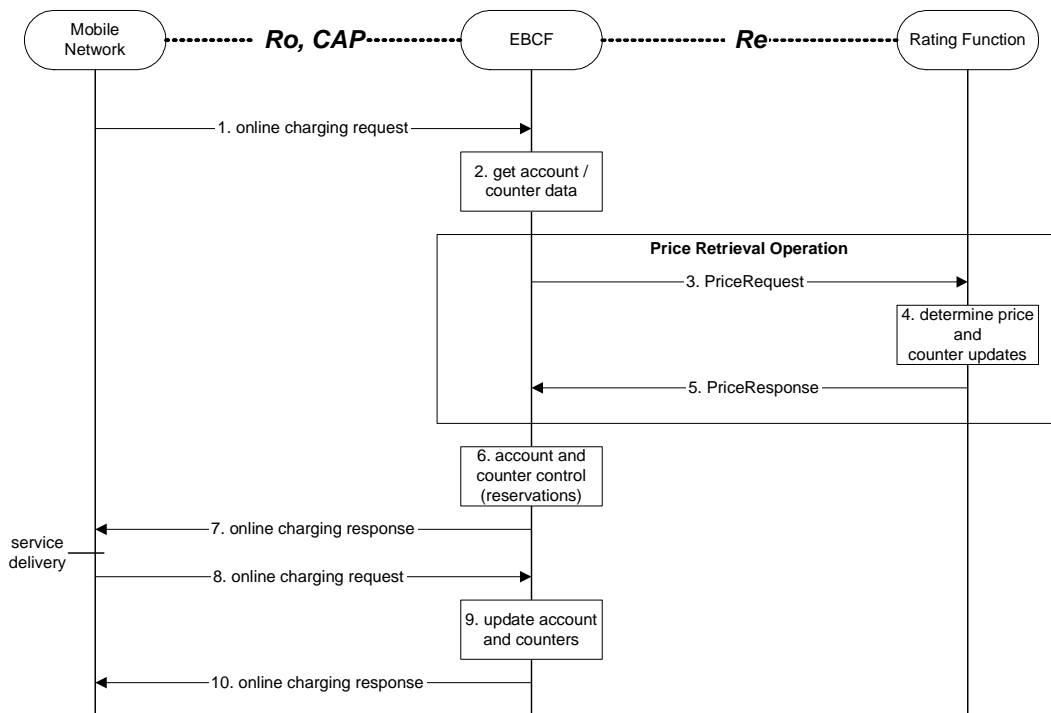 Mobile
Network
Ro, CAP
EBCF
Re
Rating Function
1. online charging request
2. get account /
counter data
Price Retrieval Operation
3. PriceRequest
4. determine price
and
counter updates
5. PriceResponse
6. account and
counter control
(reservations)
7. online charging response
service
delivery
8. online charging request
9. update account
and counters
10. online charging response